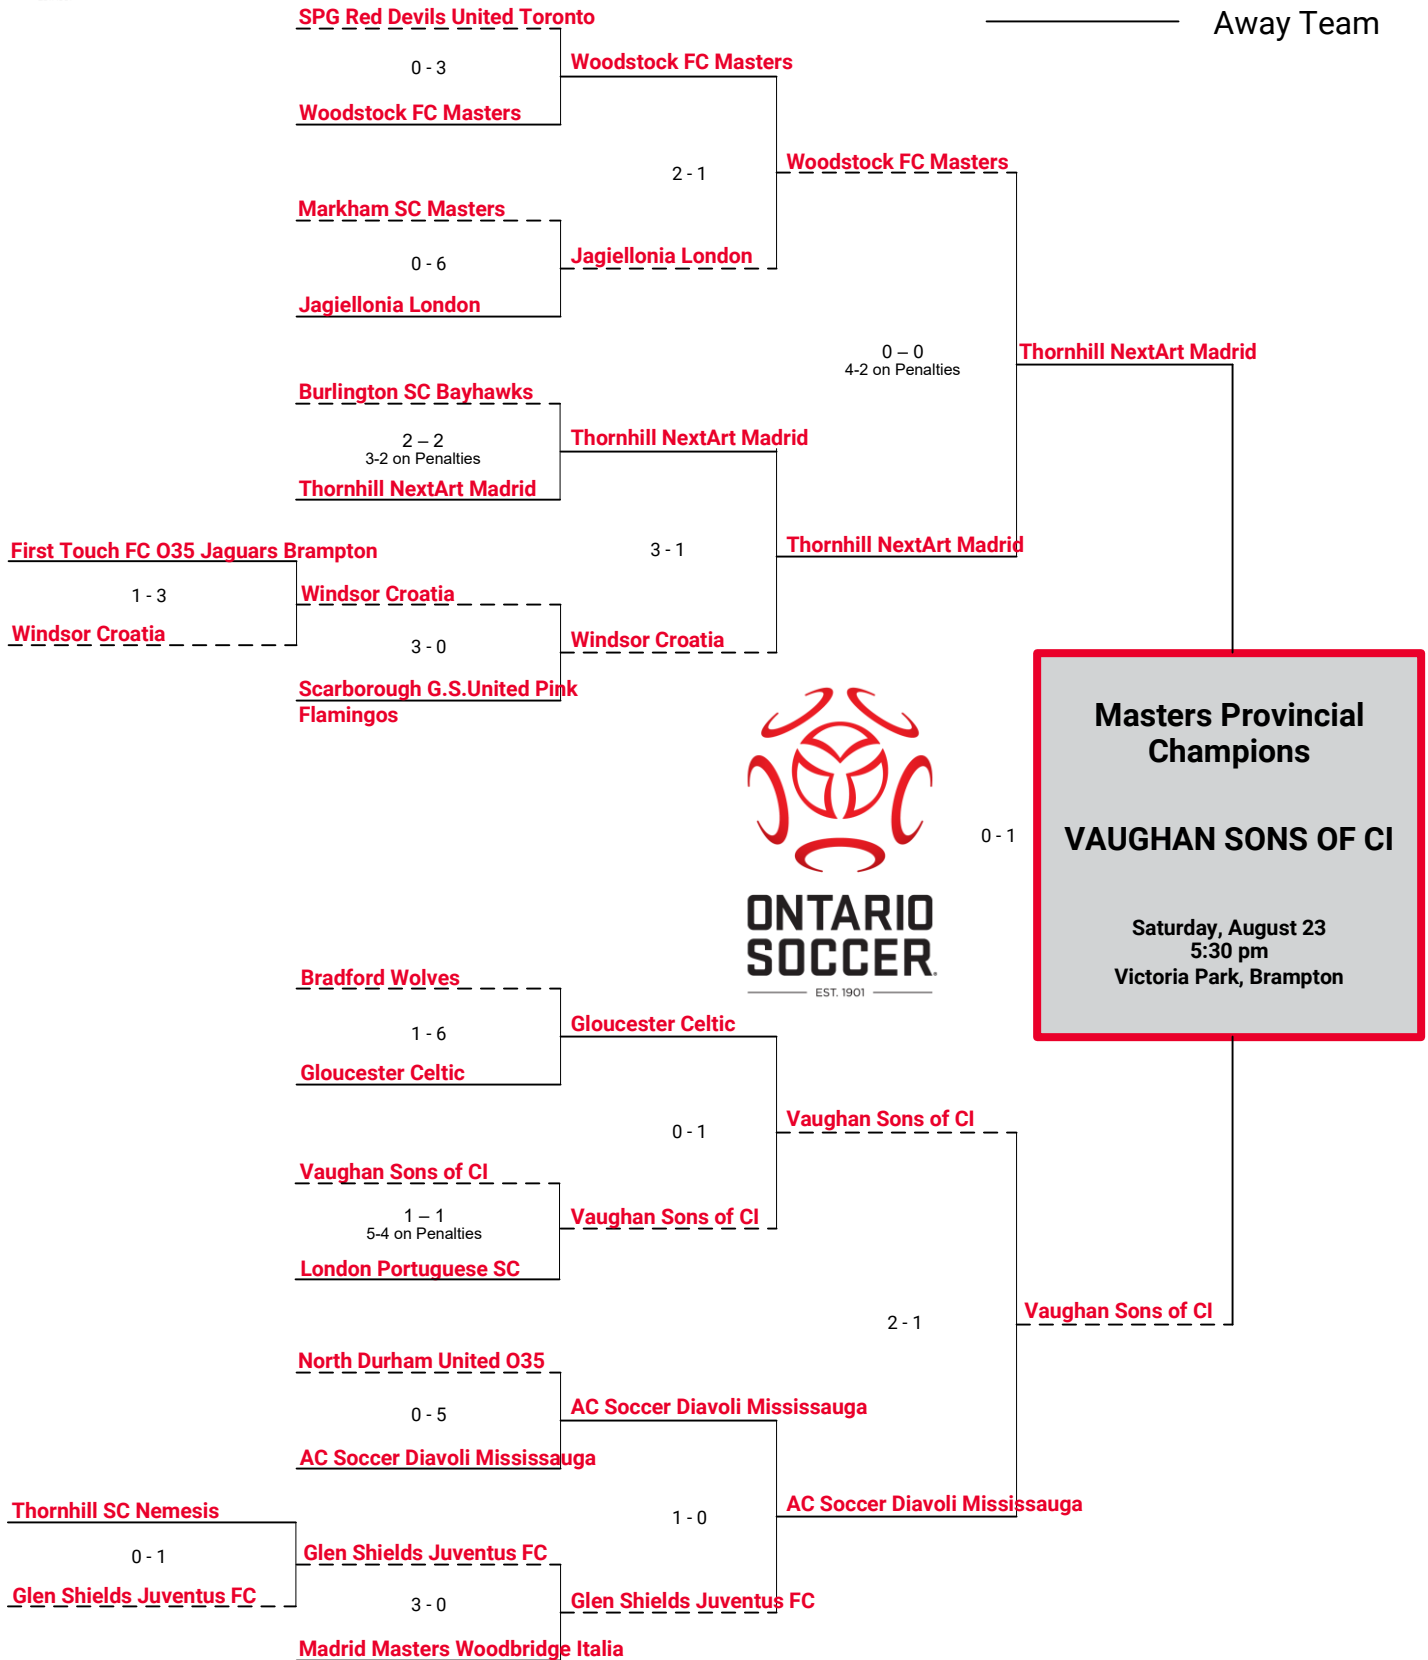 SPG Red Devils United Toronto
Away Team
0 - 3
Woodstock FC Masters
Woodstock FC Masters
2 - 1
Woodstock FC Masters
Markham SC Masters
0 - 6
Jagiellonia London
Jagiellonia London
0 – 0
4-2 on Penalties
Thornhill NextArt Madrid
Burlington SC Bayhawks
2 – 2
3-2 on Penalties
Thornhill NextArt Madrid
Thornhill NextArt Madrid
First Touch FC O35 Jaguars Brampton
3 - 1
Thornhill NextArt Madrid
1 - 3
Windsor Croatia
Windsor Croatia
3 - 0
Windsor Croatia
Scarborough G.S.United Pink
Flamingos
Masters Provincial
Champions
0 - 1
VAUGHAN SONS OF CI
ONTARIO
SOCCER.
EST. 1901
Saturday, August 23
5:30 pm
Victoria Park, Brampton
Bradford Wolves
1 - 6
Gloucester Celtic
Gloucester Celtic
0 - 1
Vaughan Sons of CI
Vaughan Sons of CI
1 – 1
5-4 on Penalties
Vaughan Sons of CI
London Portuguese SC
2 - 1
Vaughan Sons of CI
North Durham United O35
0 - 5
AC Soccer Diavoli Mississauga
AC Soccer Diavoli Mississauga
Thornhill SC Nemesis
1 - 0
AC Soccer Diavoli Mississauga
0 - 1
Glen Shields Juventus FC
Glen Shields Juventus FC
3 - 0
Glen Shields Juventus FC
Madrid Masters Woodbridge Italia